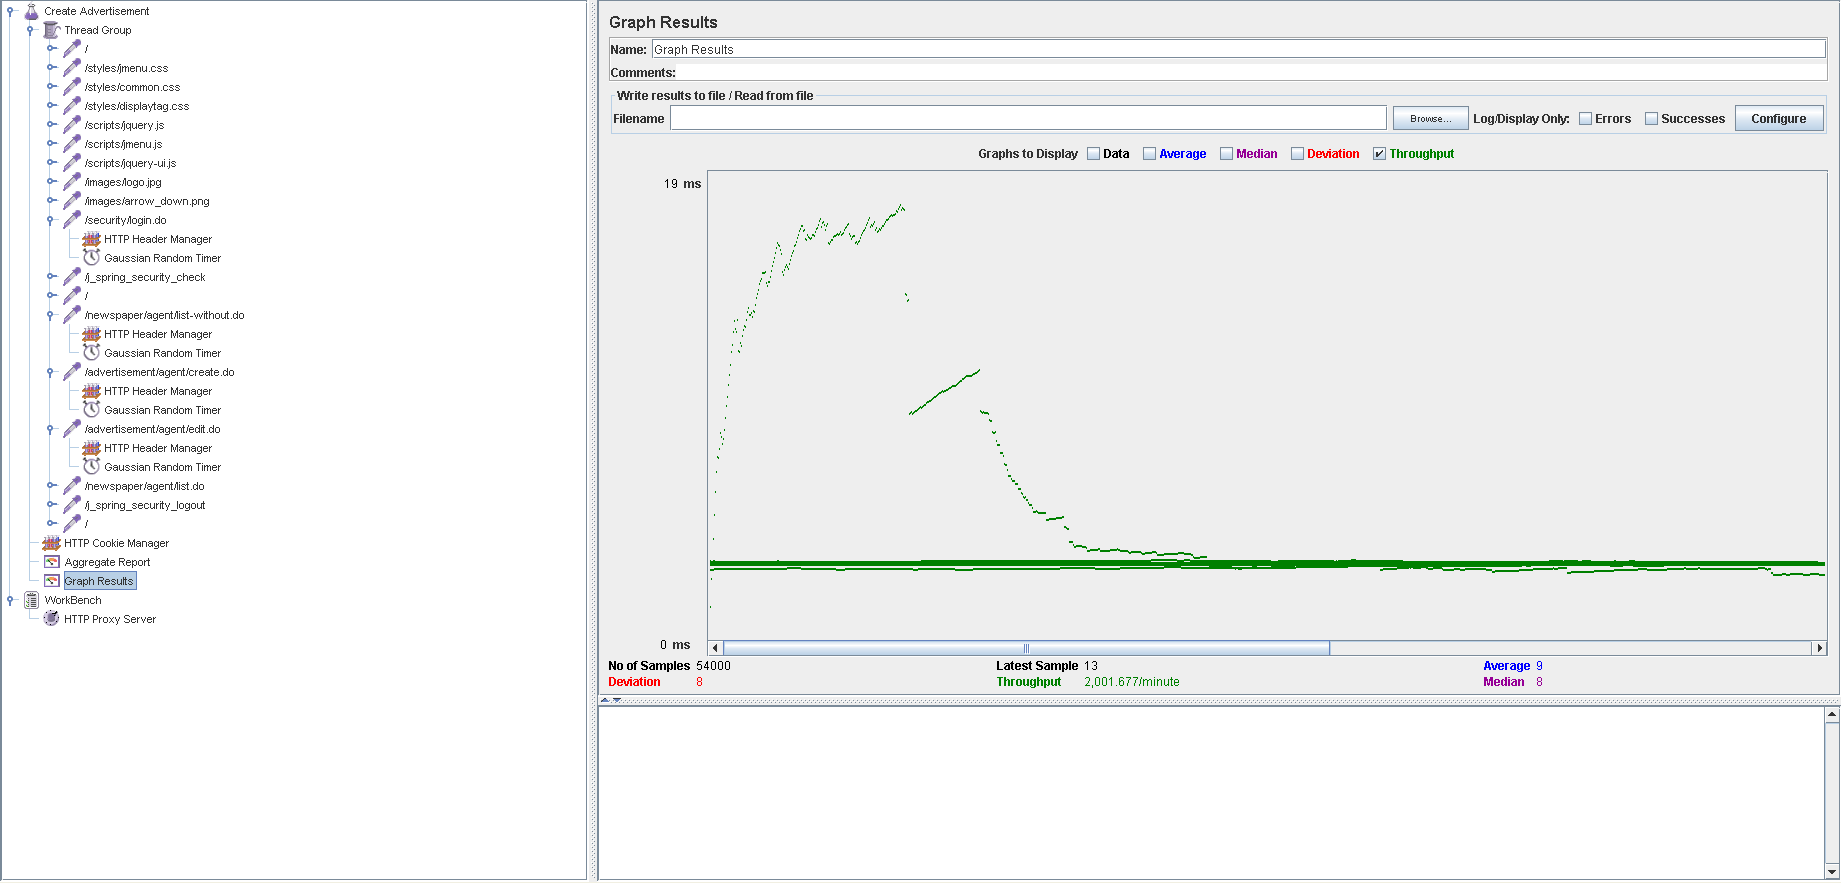 Create Advertisement
Thread Group
/
/styles/jmenu.css
/styles/common.css
/styles/displaytag.css
/scripts/jquery.js
/scripts/jmenu.js
/scripts/jquery-ui.js
/images/logo.jpg
/images/arrow_down.png
/security/login.do
HTTP Header Manager
Gaussian Random Timer
/j_spring_security_check
/
/newspaper/agent/list-without.do
HTTP Header Manager
Gaussian Random Timer
/advertisement/agent/create.do
HTTP Header Manager
Gaussian Random Timer
/advertisement/agent/edit.do
HTTP Header Manager
Gaussian Random Timer
/newspaper/agent/list.do
/j_spring_security_logout
/
HTTP Cookie Manager
Aggregate Report
Graph Results
WorkBench
HTTP Proxy Server
Graph Results
Name: Graph Results
Comments:
Write results to file / Read from file
Filename Browse... Log/Display Only: Errors Successes Configure
Graphs to Display Data Average Median Deviation Throughput
19 ms
0 ms
No of Samples 54000 Latest Sample 13 Average 9
Deviation 8 Throughput 2,001.677/minute Median 8